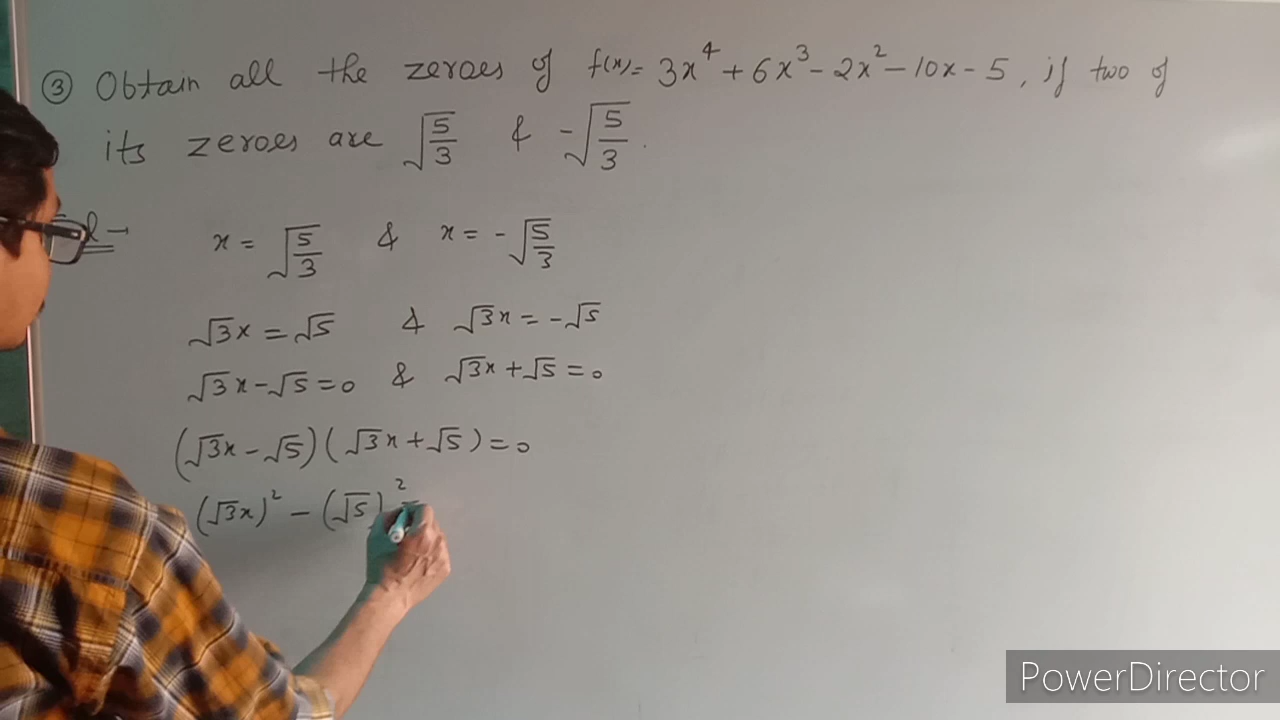 ③ Obtain all the zeroes of f(x)= 3x⁴ + 6x³ - 2x² - 10x - 5, if two of
its zeroes are √5/3 & -√5/3.
x = √5/3 & x = -√5/3
√3x = √5 & √3x = -√5
√3x - √5 = 0 & √3x + √5 = 0
(√3x - √5)(√3x + √5) = 0
(√3x)² - (√5)² =
PowerDirector